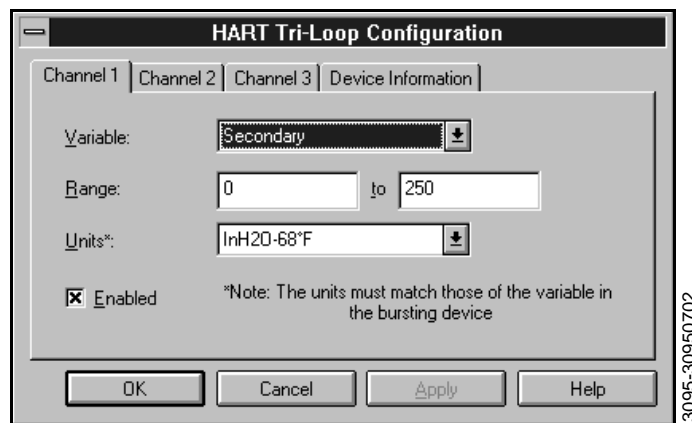 HART Tri-Loop Configuration
Channel 1 Channel 2 Channel 3 Device Information
Variable: Secondary
Range: 0 to 250
Units*: InH2O-68°F
Enabled
*Note: The units must match those of the variable in
the bursting device
OK Cancel Apply Help
3095-30950702